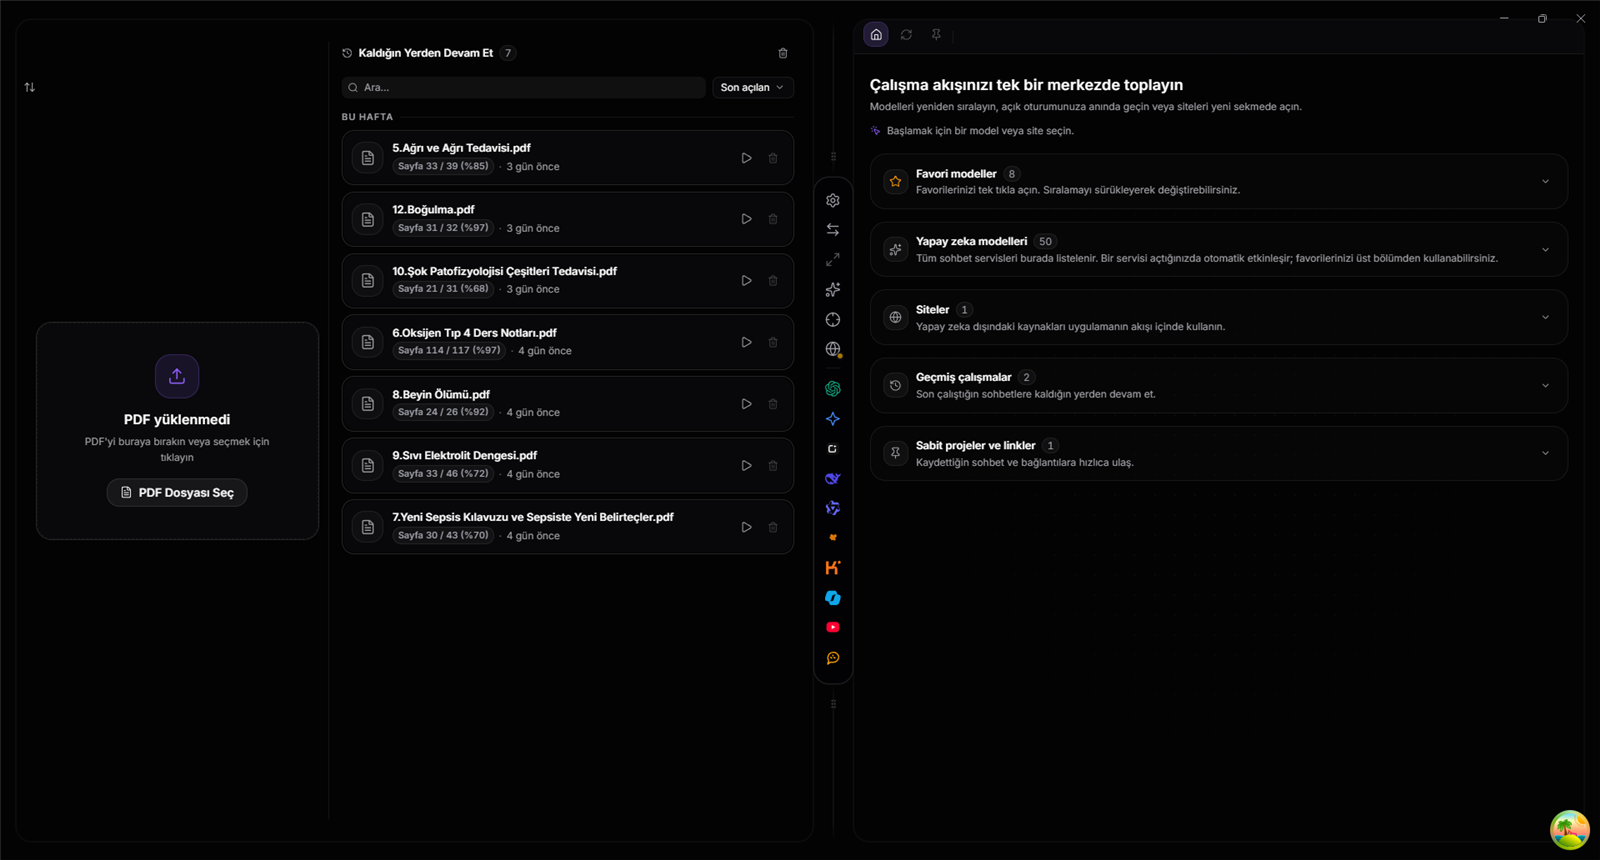 Kaldığın Yerden Devam Et 7
Ara...
Son açılan
BU HAFTA
5.Ağrı ve Ağrı Tedavisi.pdf
Sayfa 33 / 39 (%85) · 3 gün önce
12.Boğulma.pdf
Sayfa 31 / 32 (%97) · 3 gün önce
10.Şok Patofizyolojisi Çeşitleri Tedavisi.pdf
Sayfa 21 / 31 (%68) · 3 gün önce
6.Oksijen Tıp 4 Ders Notları.pdf
Sayfa 114 / 117 (%97) · 4 gün önce
8.Beyin Ölümü.pdf
Sayfa 24 / 26 (%92) · 4 gün önce
9.Sıvı Elektrolit Dengesi.pdf
Sayfa 33 / 46 (%72) · 4 gün önce
7.Yeni Sepsis Kılavuzu ve Sepsiste Yeni Belirteçler.pdf
Sayfa 30 / 43 (%70) · 4 gün önce
PDF yüklenmedi
PDF'yi buraya bırakın veya seçmek için
tıklayın
PDF Dosyası Seç
Çalışma akışınızı tek bir merkezde toplayın
Modelleri yeniden sıralayın, açık oturumunuza anında geçin veya siteleri yeni sekmede açın.
Başlamak için bir model veya site seçin.
Favori modeller 8
Favorilerinizi tek tıkla açın. Sıralamayı sürükleyerek değiştirebilirsiniz.
Yapay zeka modelleri 50
Tüm sohbet servisleri burada listelenir. Bir servisi açtığınızda otomatik etkinleşir; favorilerinizi üst bölümden kullanabilirsiniz.
Siteler 1
Yapay zeka dışındaki kaynakları uygulamanın akışı içinde kullanın.
Geçmiş çalışmalar 2
Son çalıştığın sohbetlere kaldığın yerden devam et.
Sabit projeler ve linkler 1
Kaydettiğin sohbet ve bağlantılara hızlıca ulaş.